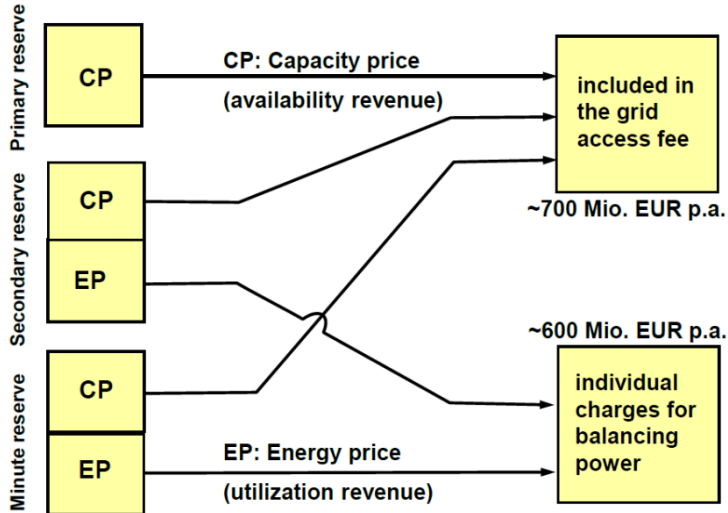 Primary reserve
CP
CP: Capacity price
(availability revenue)
included in
the grid
access fee
~700 Mio. EUR p.a.
Secondary reserve
CP
EP
~600 Mio. EUR p.a.
Minute reserve
CP
EP
EP: Energy price
(utilization revenue)
individual
charges for
balancing
power